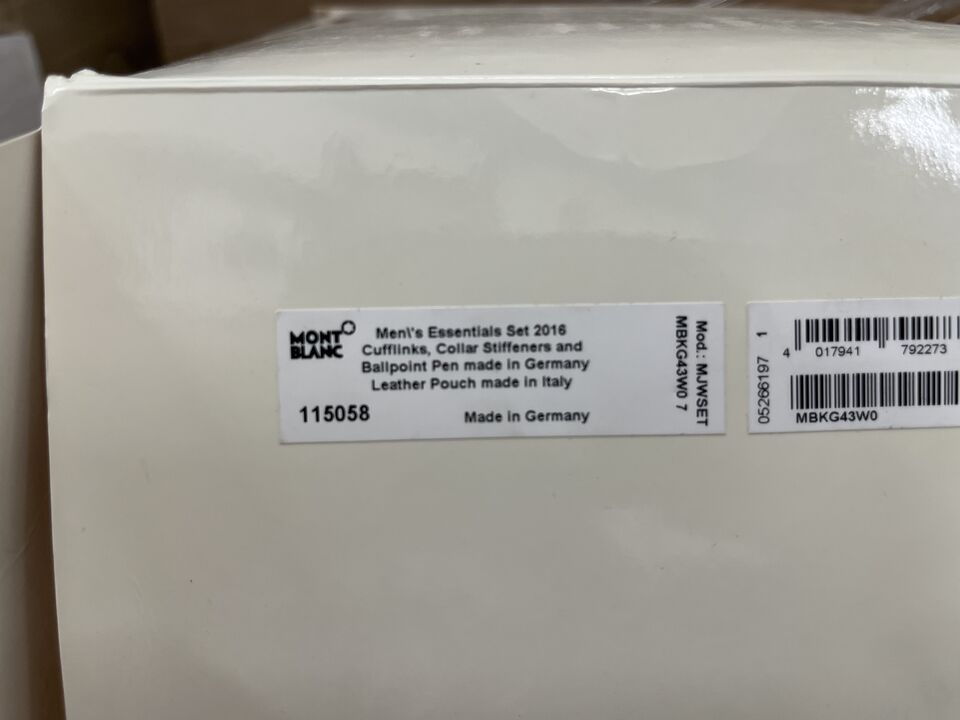 MONT
BLANC
Men\'s Essentials Set 2016
Cufflinks, Collar Stiffeners and
Ballpoint Pen made in Germany
Leather Pouch made in Italy
115058
Made in Germany
Mod.: MJWSET
MBKG43W0 7
05266197 1
4 017941 792273
MBKG43W0